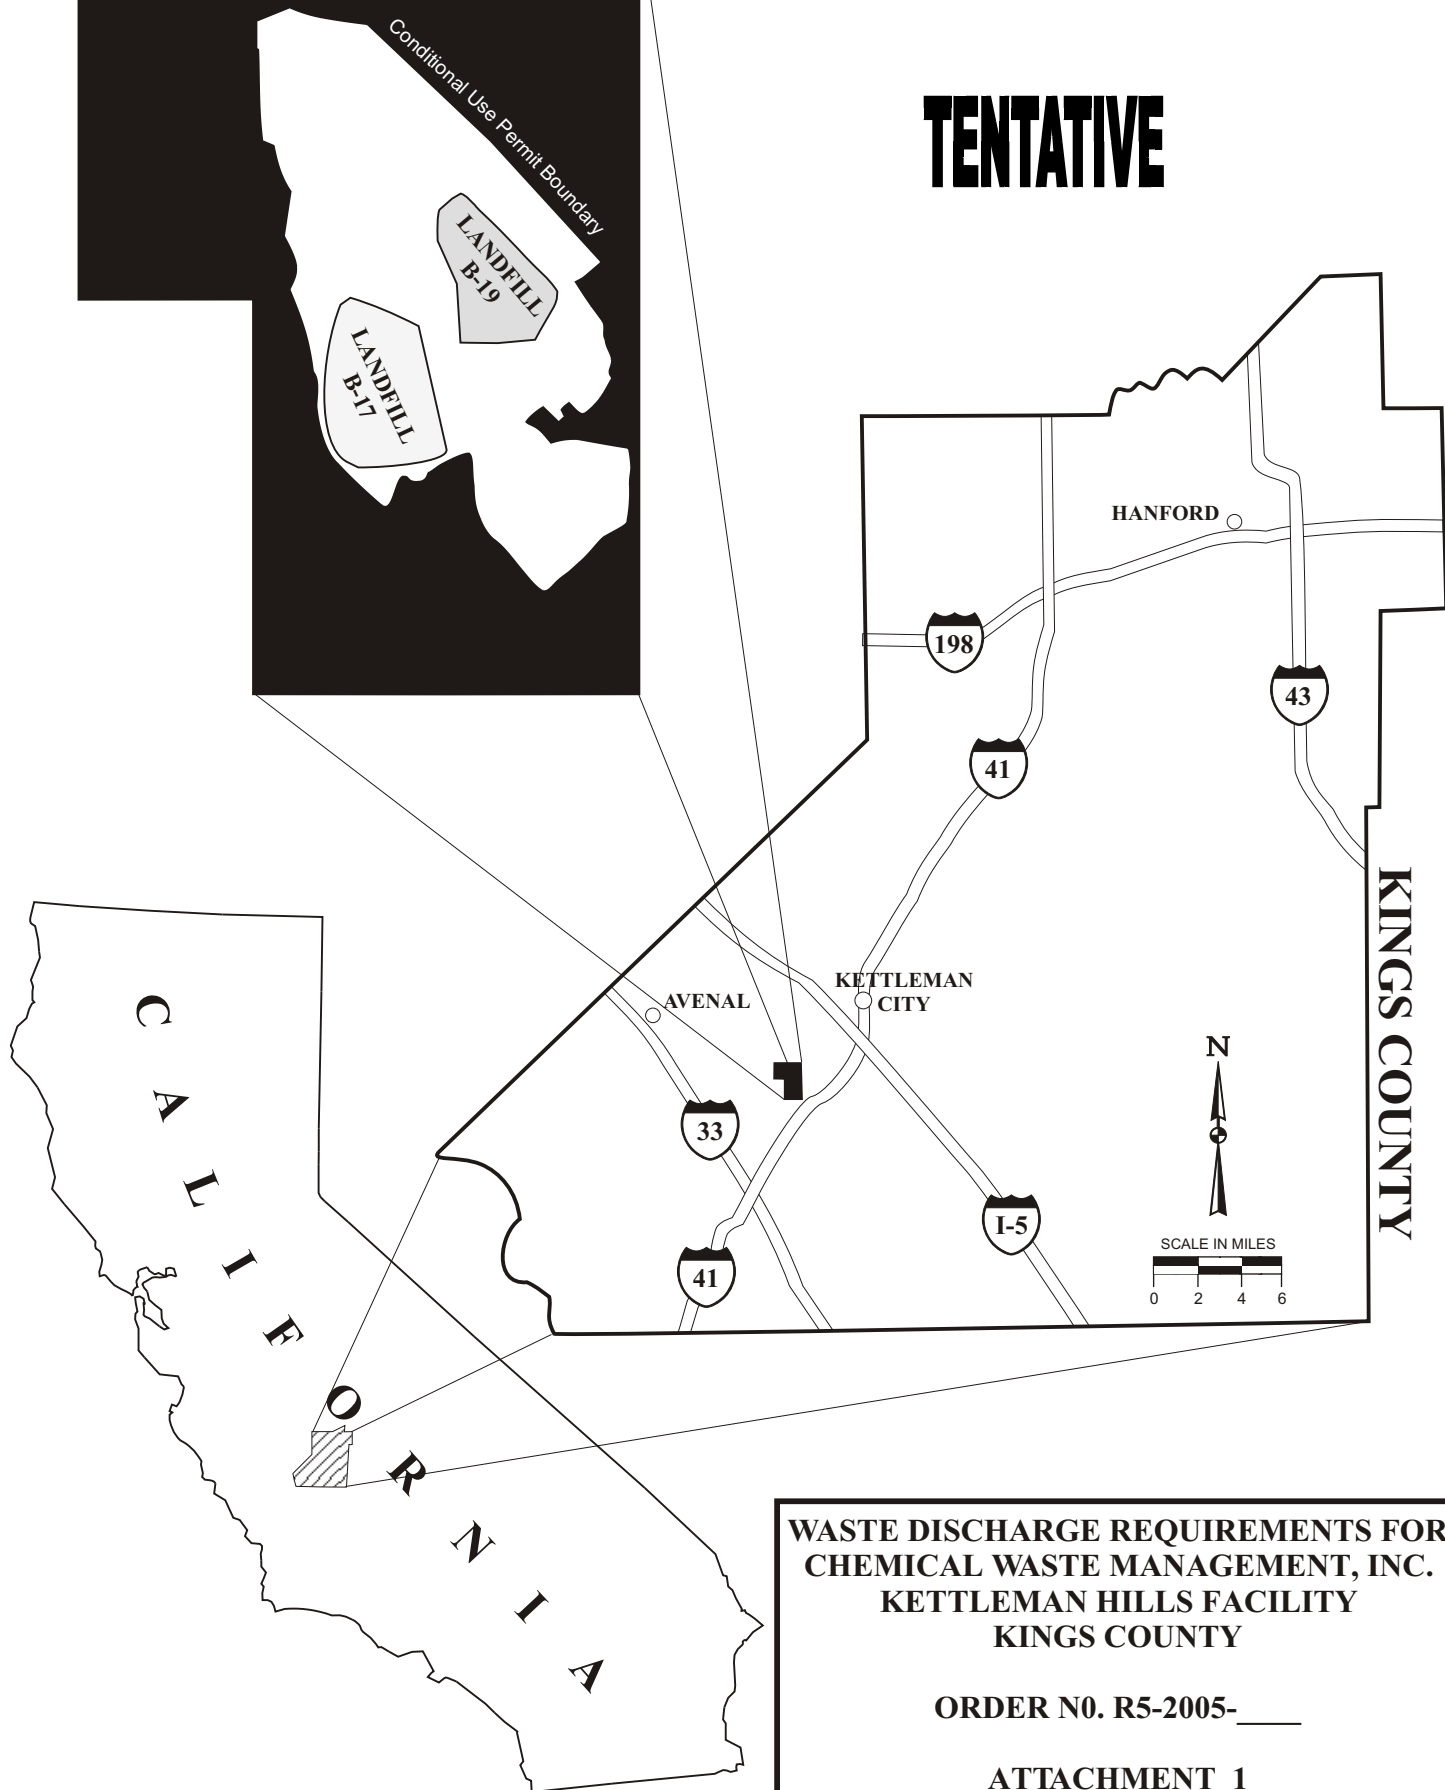 Conditional Use Permit Boundary
TENTATIVE
LANDFILL
B-19
LANDFILL
B-17
HANFORD
198
43
41
KINGS COUNTY
KETTLEMAN
CITY
AVENAL
CALIFORNIA
N
33
I-5
SCALE IN MILES
0 2 4 6
41
WASTE DISCHARGE REQUIREMENTS FOR
CHEMICAL WASTE MANAGEMENT, INC.
KETTLEMAN HILLS FACILITY
KINGS COUNTY
ORDER N0. R5-2005-____
ATTACHMENT 1